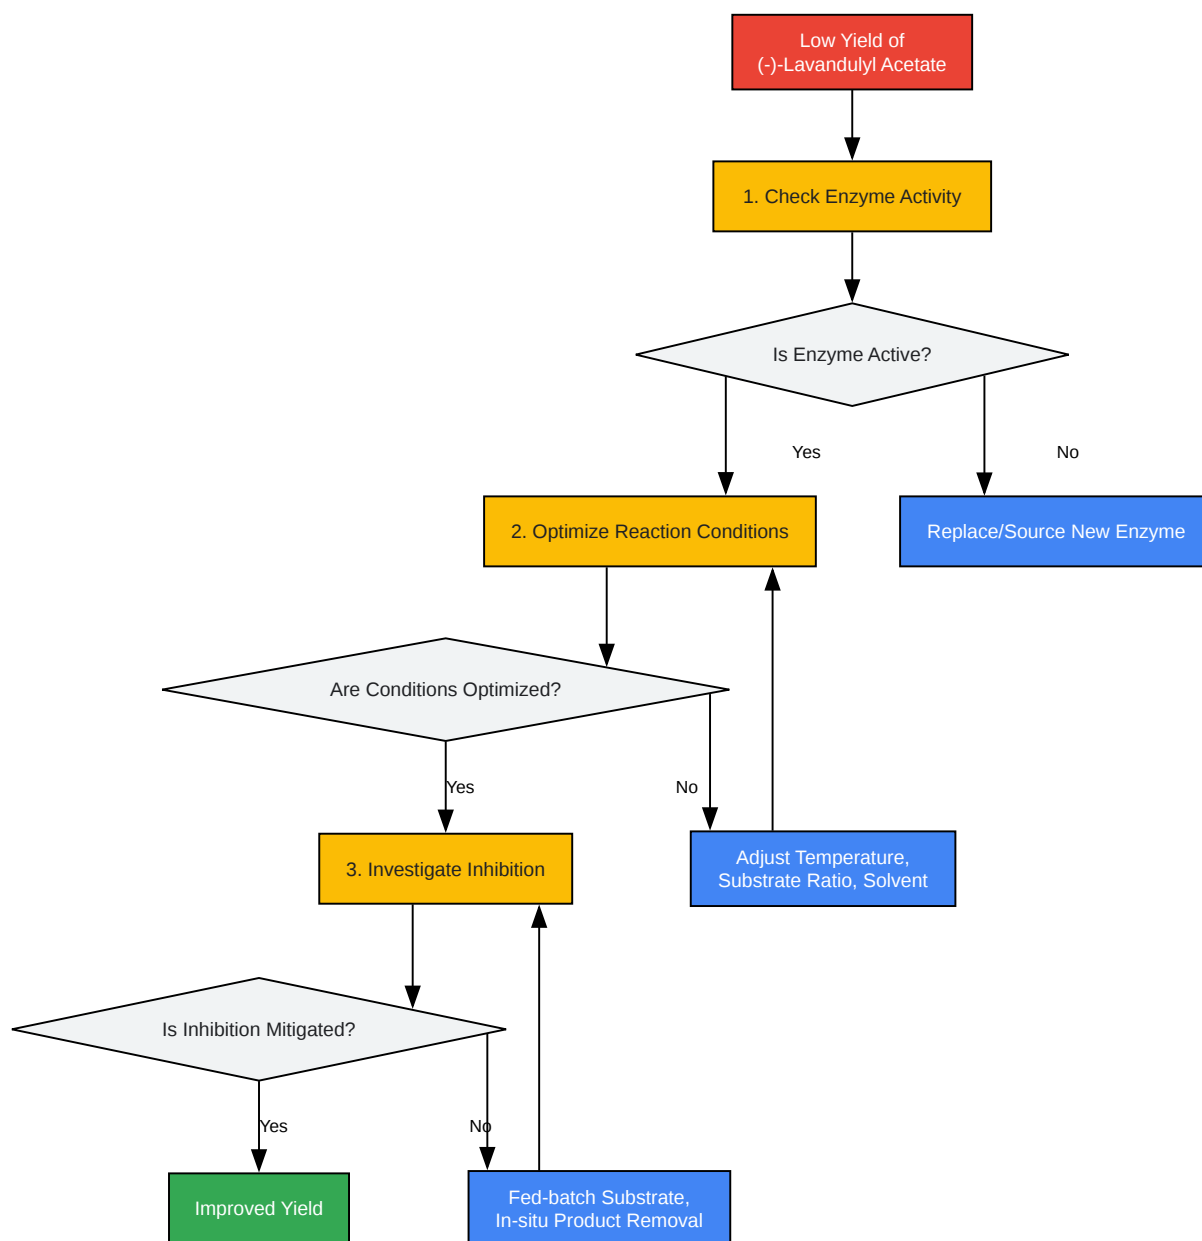 Low Yield of
(-)-Lavandulyl Acetate
1. Check Enzyme Activity
Is Enzyme Active?
Yes
No
2. Optimize Reaction Conditions
Replace/Source New Enzyme
Are Conditions Optimized?
Yes
No
3. Investigate Inhibition
Adjust Temperature,
Substrate Ratio, Solvent
Is Inhibition Mitigated?
Yes
No
Improved Yield
Fed-batch Substrate,
In-situ Product Removal